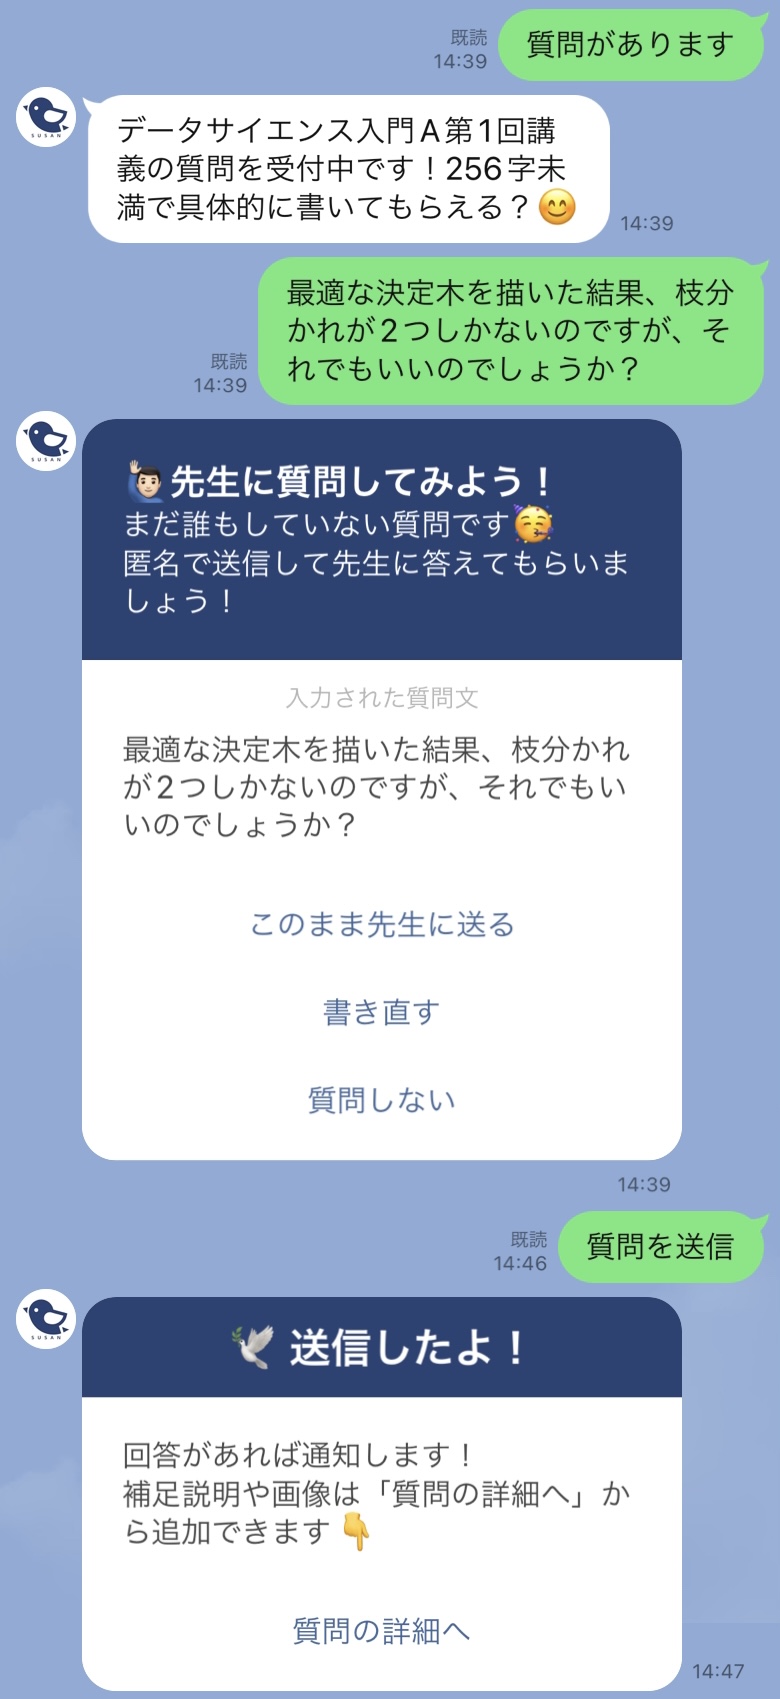 質問があります
既読
14:39
データサイエンス入門A第1回講
義の質問を受付中です！256字未
満で具体的に書いてもらえる？😊
14:39
SUSAN
最適な決定木を描いた結果、枝分
かれが2つしかないのですが、そ
れでもいいのでしょうか？
既読
14:39
SUSAN
🙋🏻‍♂️先生に質問してみよう！
まだ誰もしていない質問です🥳
匿名で送信して先生に答えてもらいま
しょう！
入力された質問文
最適な決定木を描いた結果、枝分かれ
が2つしかないのですが、それでもい
いのでしょうか？
このまま先生に送る
書き直す
質問しない
14:39
質問を送信
既読
14:46
SUSAN
🕊 送信したよ！
回答があれば通知します！
補足説明や画像は「質問の詳細へ」か
ら追加できます👇
質問の詳細へ
14:47